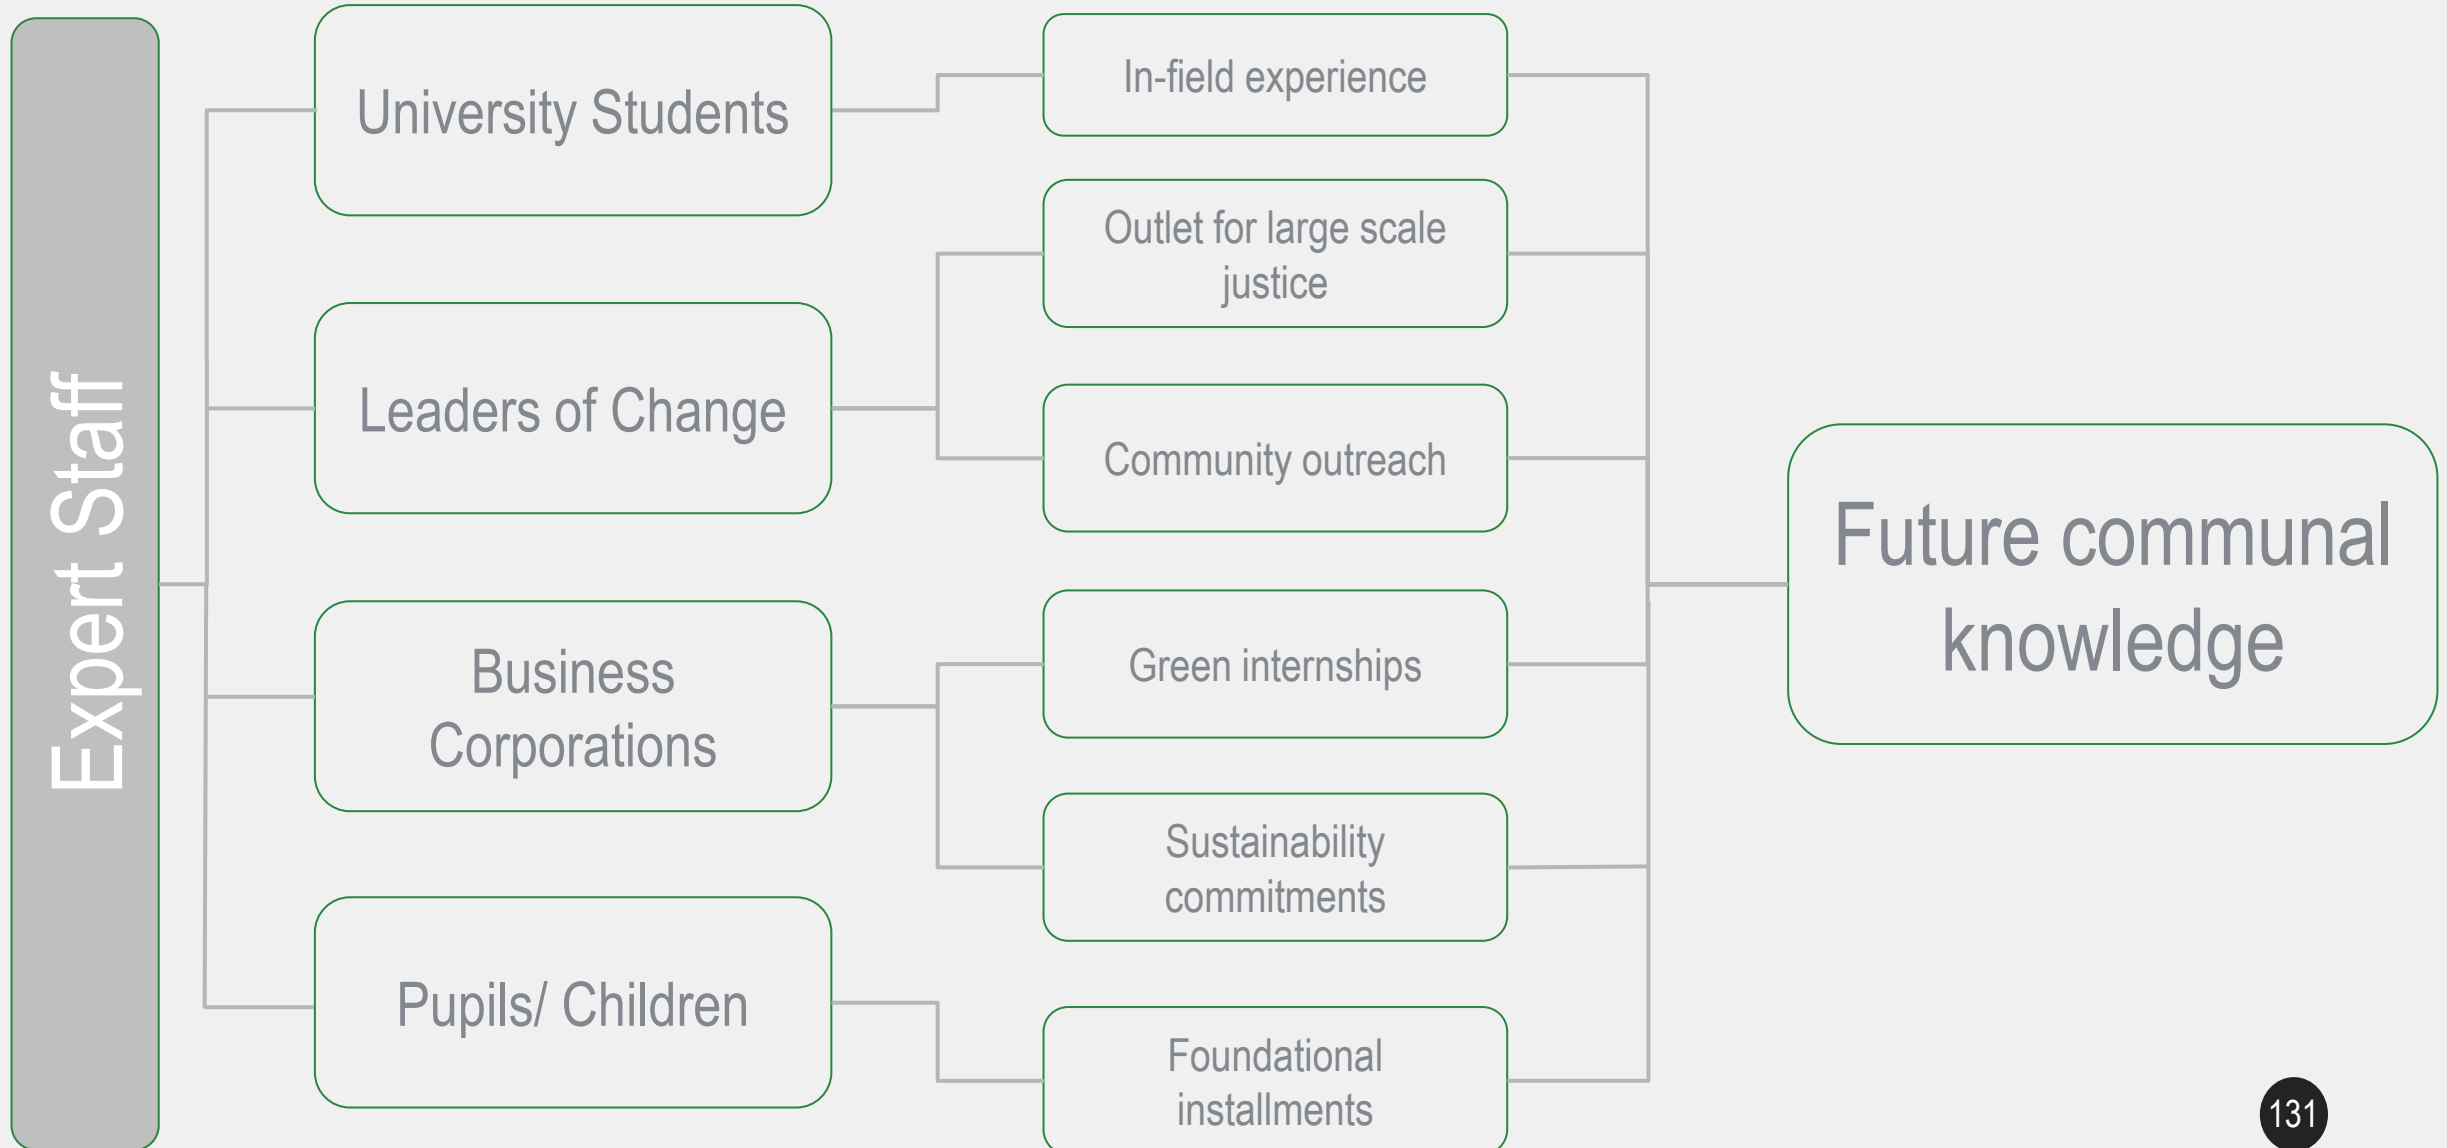 Expert Staff
University Students
Leaders of Change
Business
Corporations
Pupils/ Children
In-field experience
Outlet for large scale
justice
Community outreach
Green internships
Sustainability
commitments
Foundational
installments
Future communal
knowledge
131